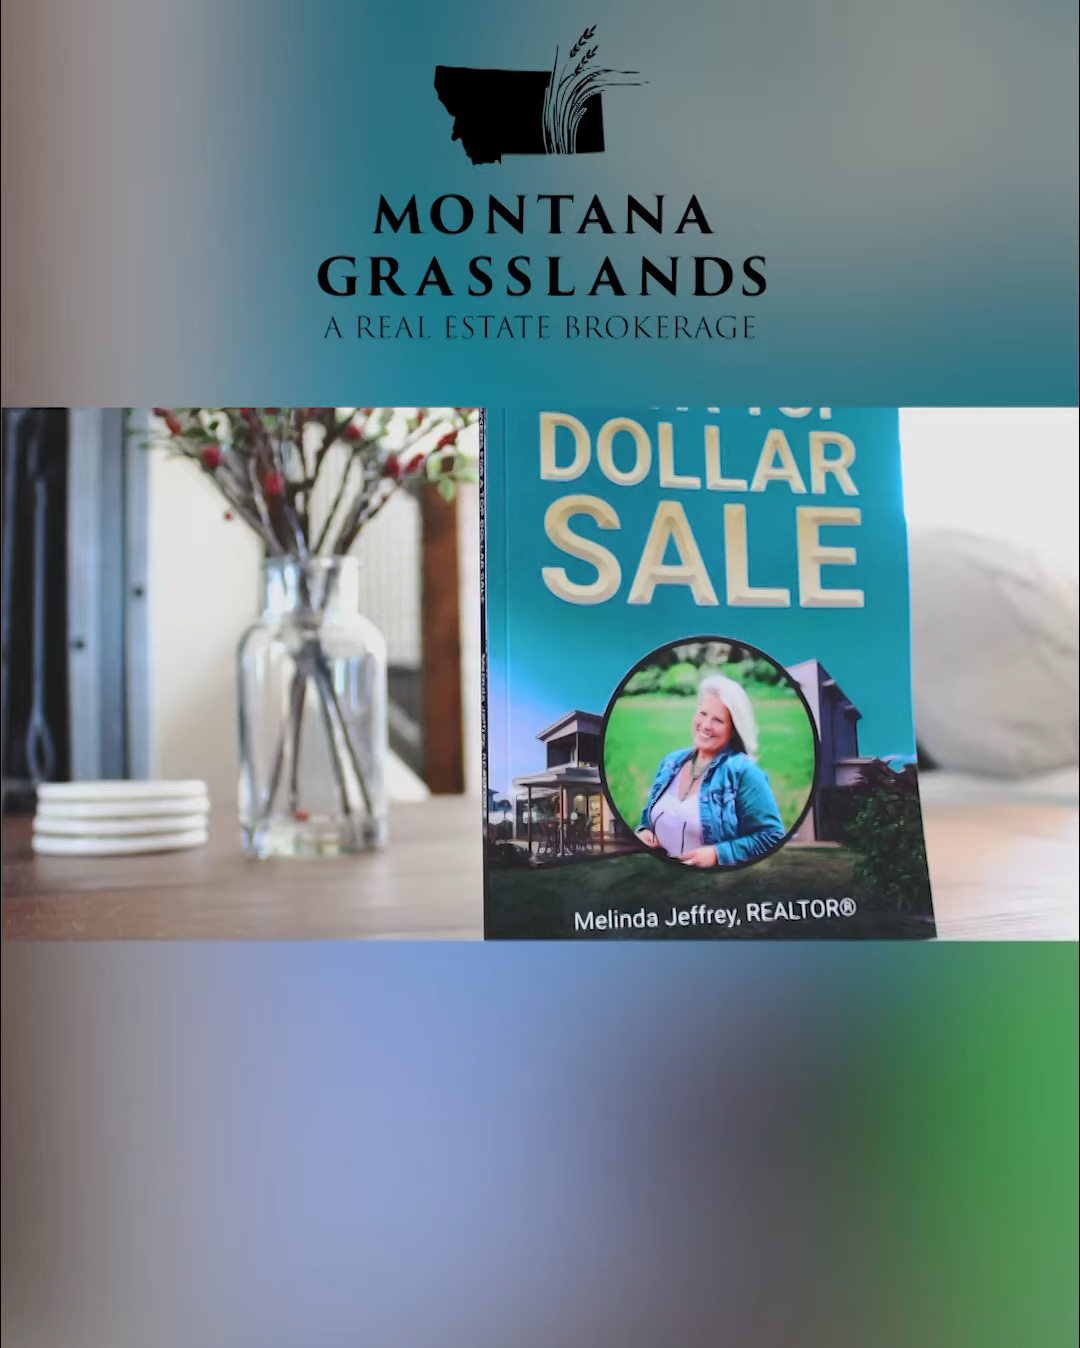 MONTANA
GRASSLANDS
A REAL ESTATE BROKERAGE
DOLLAR
SALE
Melinda Jeffrey, REALTOR®